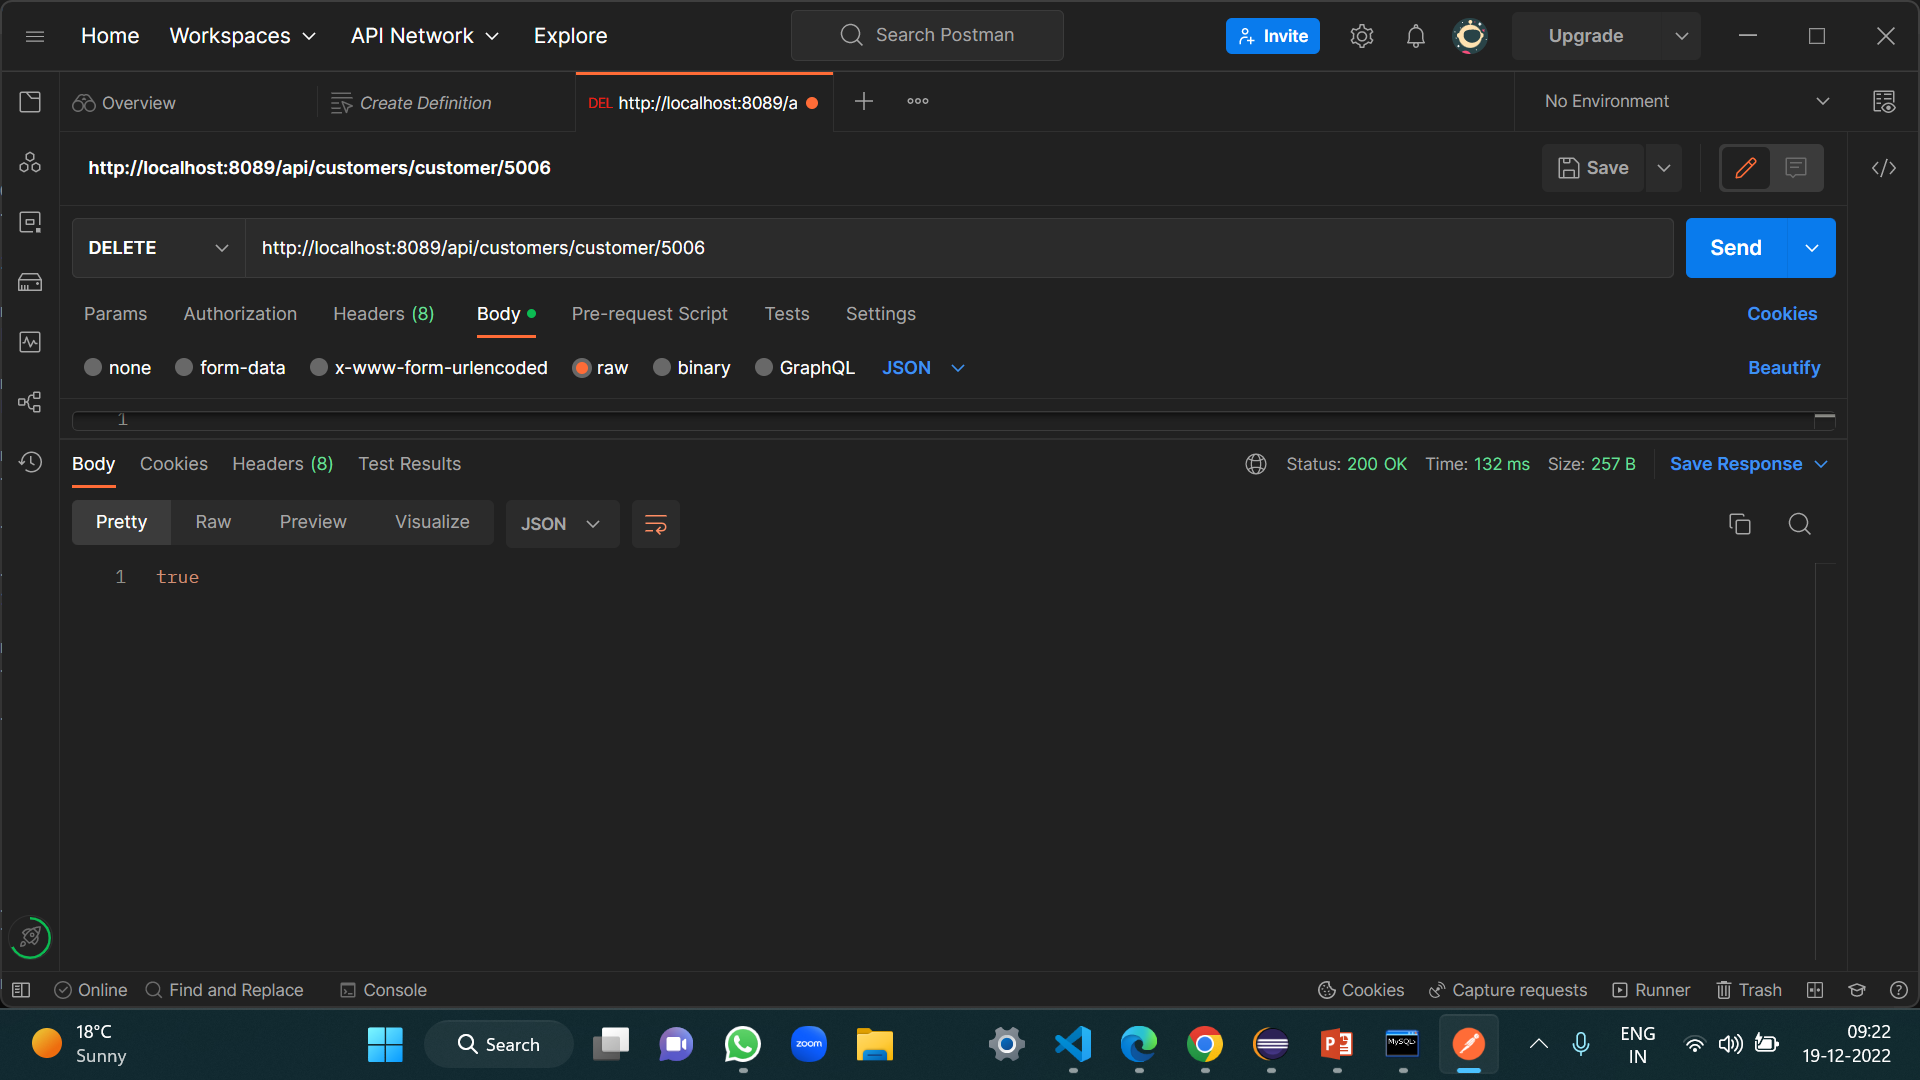 Home Workspaces API Network Explore Search Postman Invite Upgrade
Overview Create Definition DEL http://localhost:8089/a No Environment
http://localhost:8089/api/customers/customer/5006 Save
DELETE http://localhost:8089/api/customers/customer/5006 Send
Params Authorization Headers (8) Body Pre-request Script Tests Settings Cookies
none form-data x-www-form-urlencoded raw binary GraphQL JSON Beautify
1
Body Cookies Headers (8) Test Results Status: 200 OK Time: 132 ms Size: 257 B Save Response
Pretty Raw Preview Visualize JSON
1 true
Online Find and Replace Console Cookies Capture requests Runner Trash
18°C
Sunny
Search
zoom
MySQL>
ENG
IN
09:22
19-12-2022